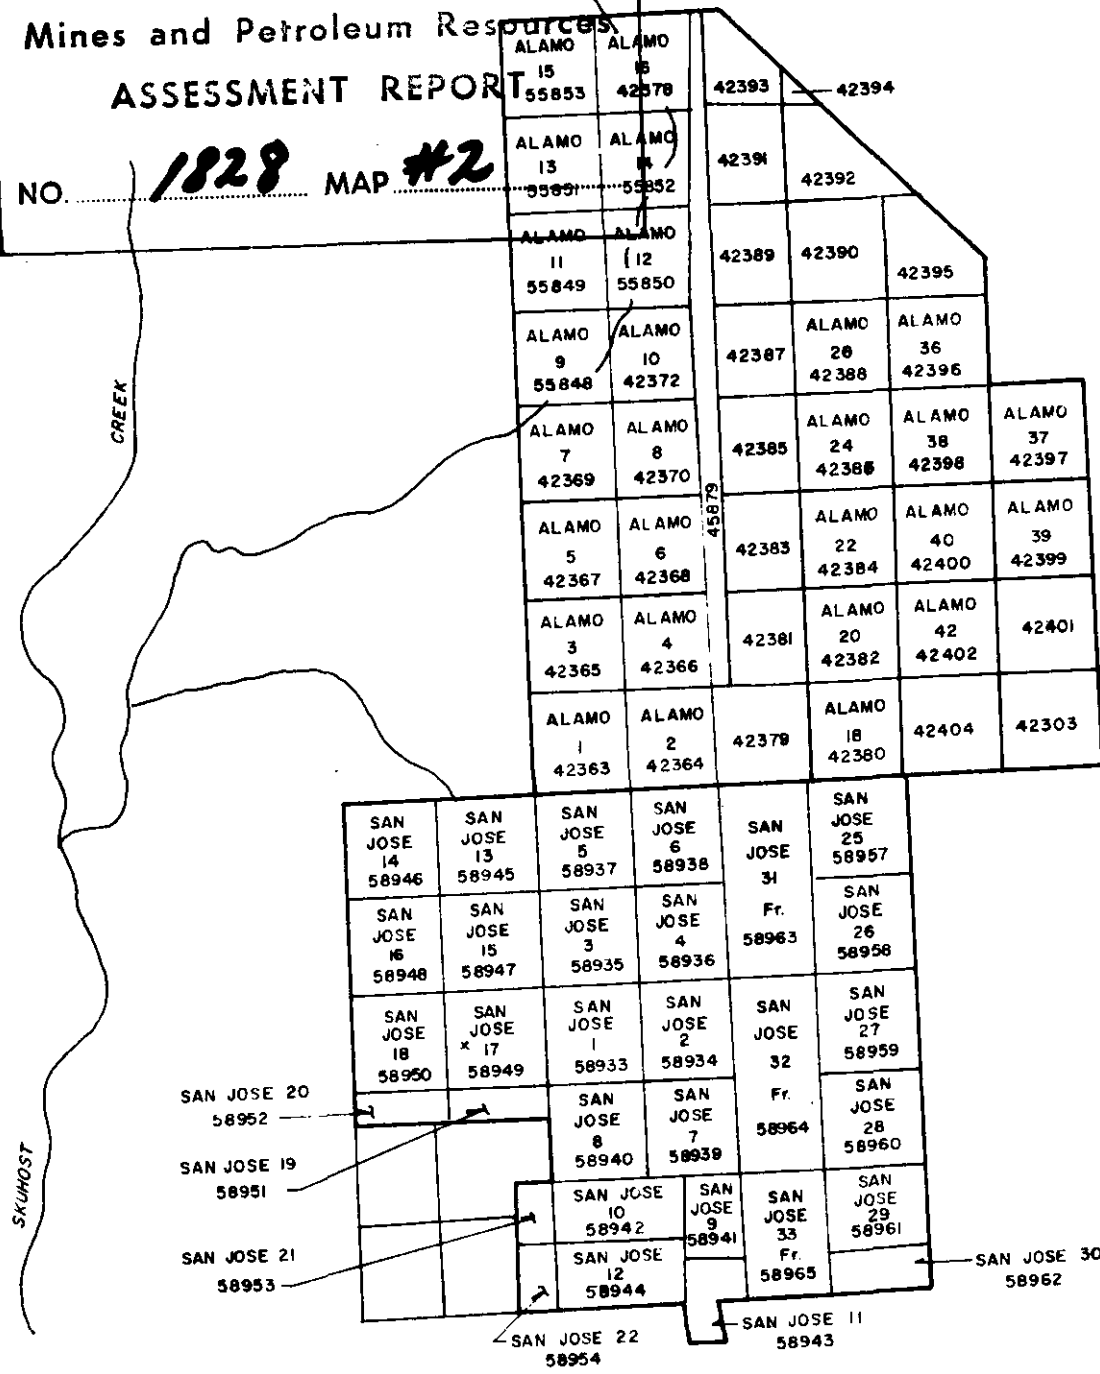 Mines and Petroleum Resources
ASSESSMENT REPORT
NO. 1828 MAP #2
ALAMO
15
55853
ALAMO
16
42378
42393
42394
ALAMO
13
55851
ALAMO
14
55852
42391
42392
ALAMO
11
55849
ALAMO
12
55850
42389
42390
42395
ALAMO
9
55848
ALAMO
10
42372
42387
ALAMO
26
42388
ALAMO
36
42396
ALAMO
7
42369
ALAMO
8
42370
42385
ALAMO
24
42386
ALAMO
38
42398
ALAMO
37
42397
45879
ALAMO
5
42367
ALAMO
6
42368
42383
ALAMO
22
42384
ALAMO
40
42400
ALAMO
39
42399
ALAMO
3
42365
ALAMO
4
42366
42381
ALAMO
20
42382
ALAMO
42
42402
42401
ALAMO
1
42363
ALAMO
2
42364
42379
ALAMO
18
42380
42404
42303
CREEK
SKUHOST
SAN
JOSE
14
58946
SAN
JOSE
13
58945
SAN
JOSE
5
58937
SAN
JOSE
6
58938
SAN
JOSE
31
Fr.
58963
SAN
JOSE
25
58957
SAN
JOSE
16
58948
SAN
JOSE
15
58947
SAN
JOSE
3
58935
SAN
JOSE
4
58936
SAN
JOSE
26
58958
SAN
JOSE
18
58950
SAN
JOSE
x 17
58949
SAN
JOSE
1
58933
SAN
JOSE
2
58934
SAN
JOSE
32
Fr.
58964
SAN
JOSE
27
58959
SAN JOSE 20
58952
SAN JOSE 19
58951
SAN
JOSE
8
58940
SAN
JOSE
7
58939
SAN
JOSE
28
58960
SAN JOSE 21
58953
SAN JOSE
10
58942
SAN
JOSE
9
58941
SAN
JOSE
33
Fr.
58965
SAN
JOSE
29
58961
SAN JOSE
12
58944
SAN JOSE 30
58962
SAN JOSE 22
58954
SAN JOSE 11
58943